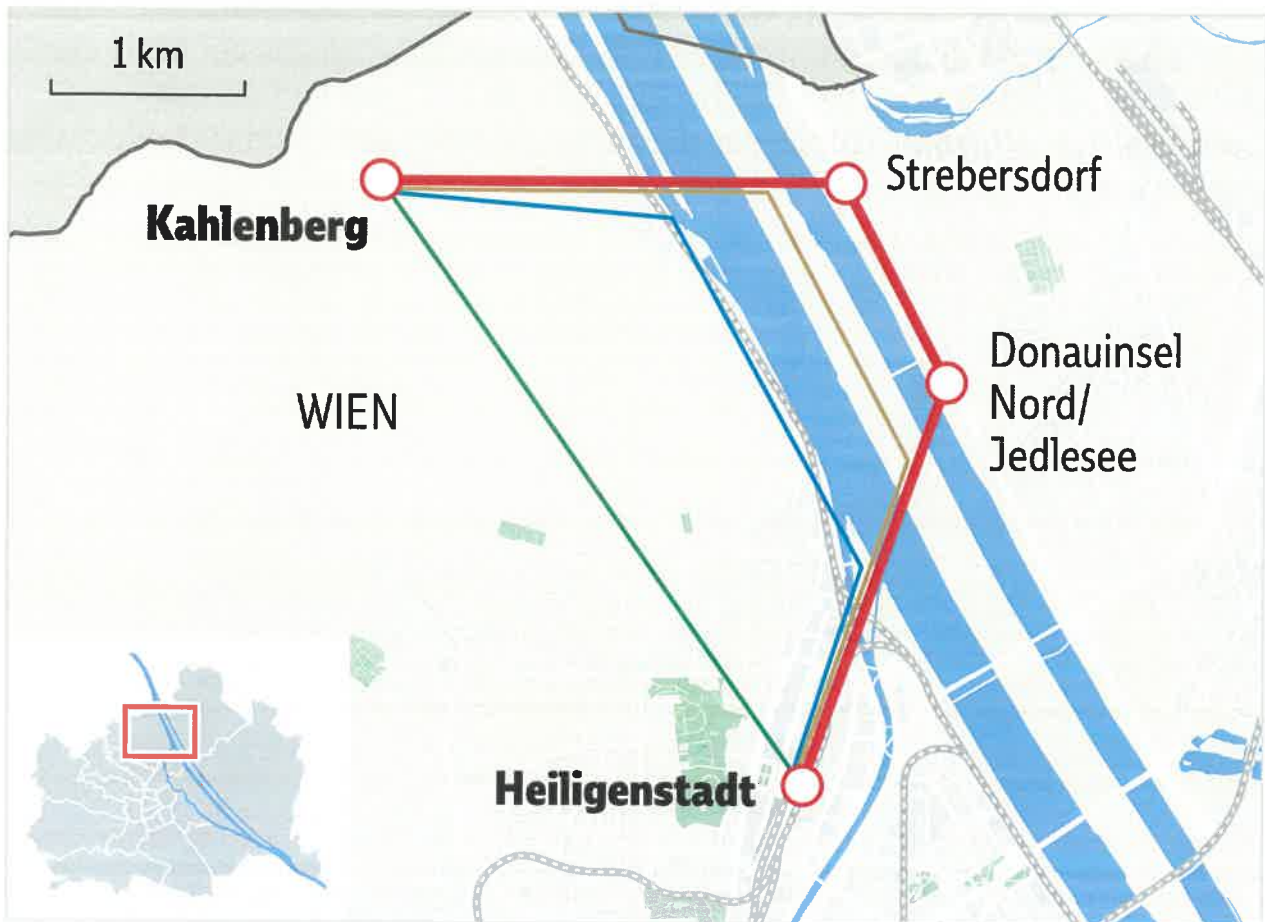 1 km
Strebersdorf
Kahlenberg
Donauinsel
Nord/
Jedlesee
WIEN
Heiligenstadt